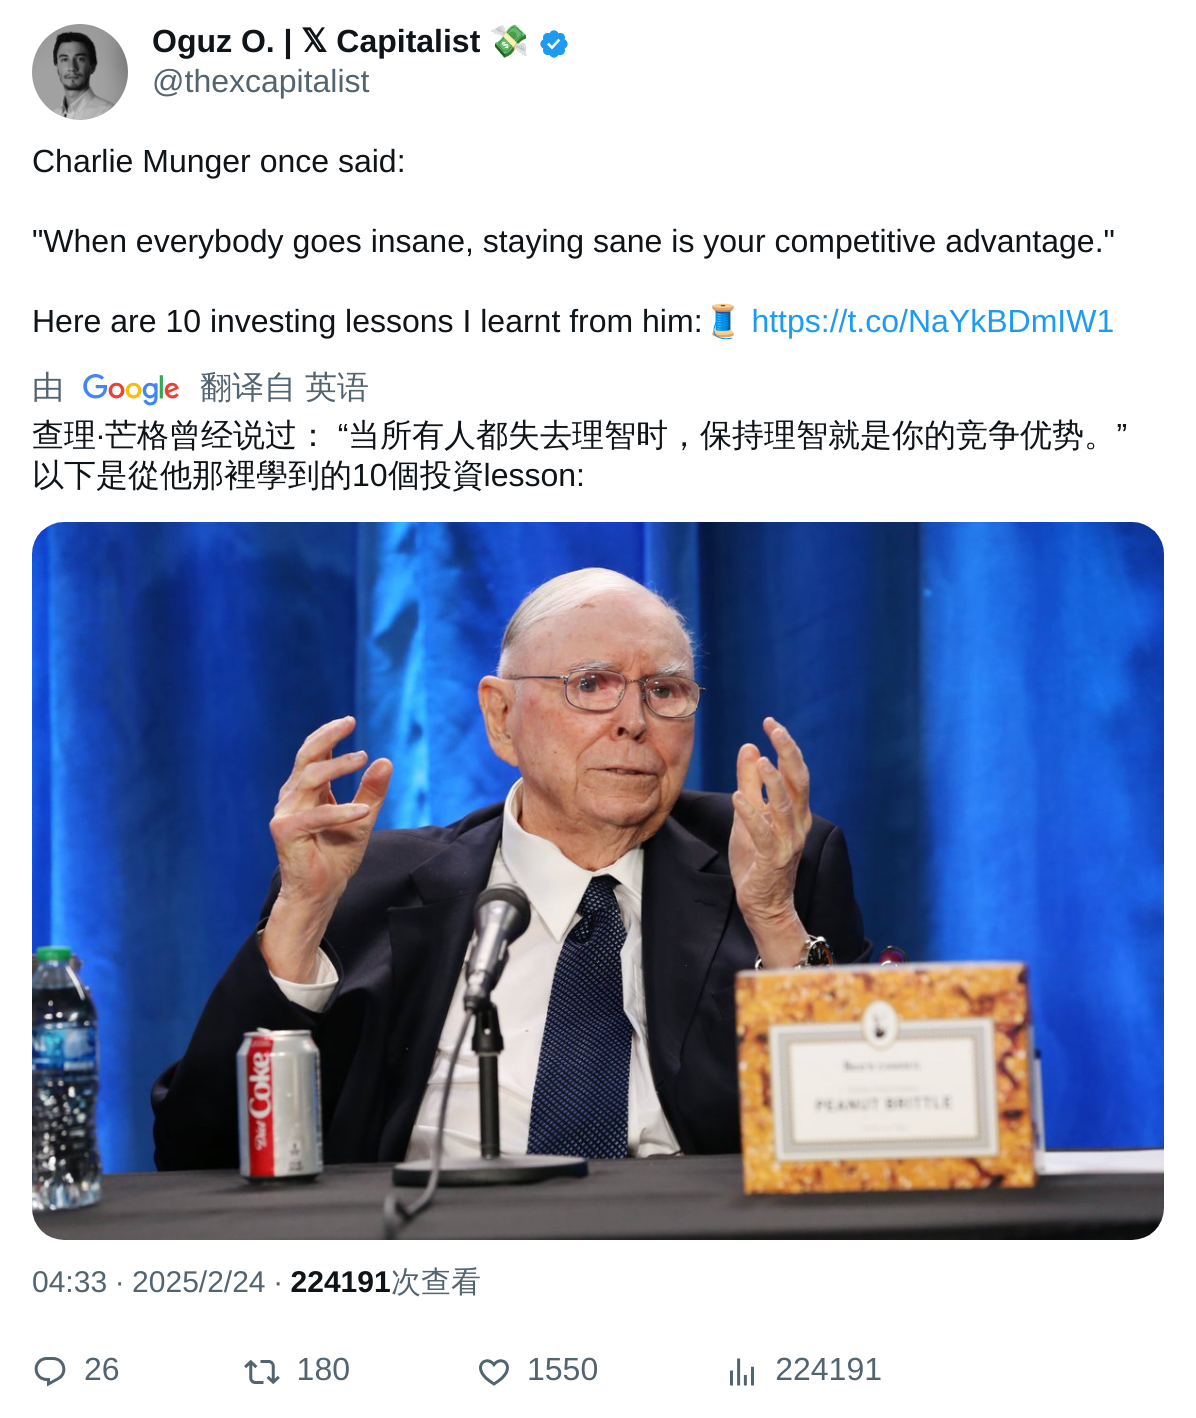 Oguz O. | 𝕏 Capitalist 💸
@thexcapitalist
Charlie Munger once said:
"When everybody goes insane, staying sane is your competitive advantage."
Here are 10 investing lessons I learnt from him:🧵 https://t.co/NaYkBDmIW1
由 Google 翻译自 英语
查理·芒格曾经说过： “当所有人都失去理智时，保持理智就是你的竞争优势。”
以下是從他那裡學到的10個投資lesson:
Diet Coke
PEANUT BRITTLE
04:33 · 2025/2/24 · 224191次查看
26 180 1550 224191